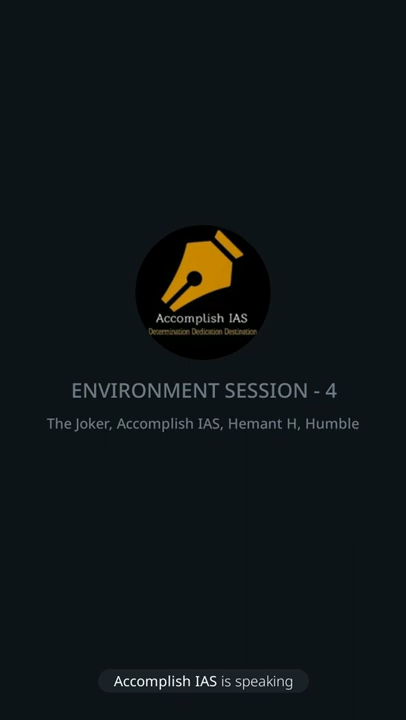 Accomplish IAS
Determination Dedication Destination
ENVIRONMENT SESSION - 4
The Joker, Accomplish IAS, Hemant H, Humble
Accomplish IAS is speaking